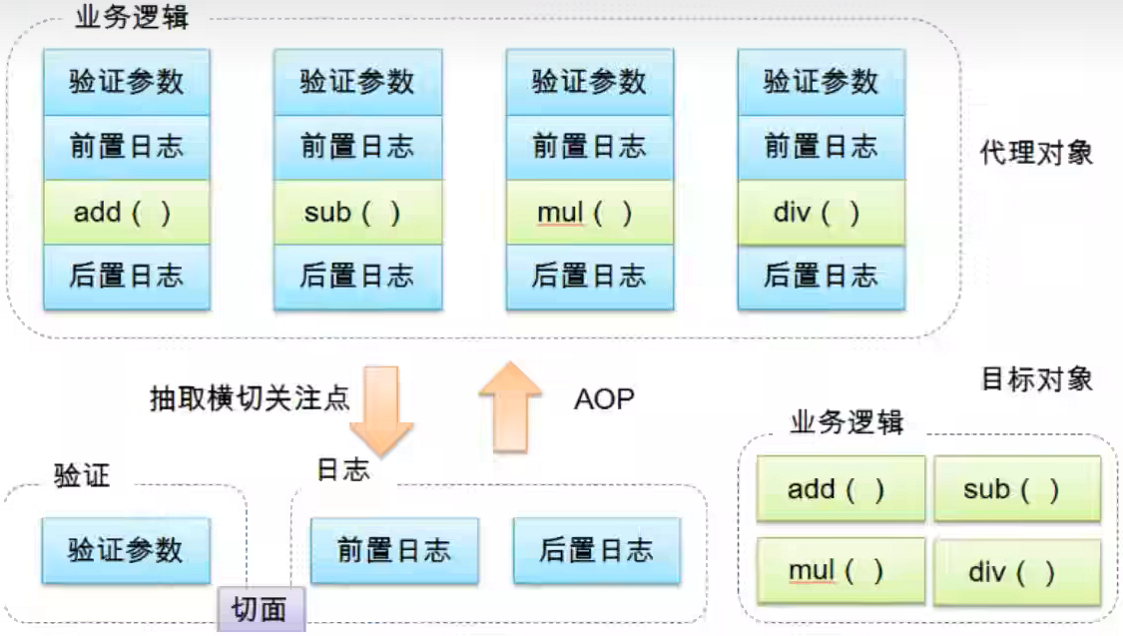 业务逻辑
验证参数 验证参数 验证参数 验证参数
前置日志 前置日志 前置日志 前置日志
代理对象
add ( ) sub ( ) mul ( ) div ( )
后置日志 后置日志 后置日志 后置日志
抽取横切关注点
AOP
目标对象
业务逻辑
验证
日志
add ( ) sub ( )
验证参数 前置日志 后置日志
mul ( ) div ( )
切面